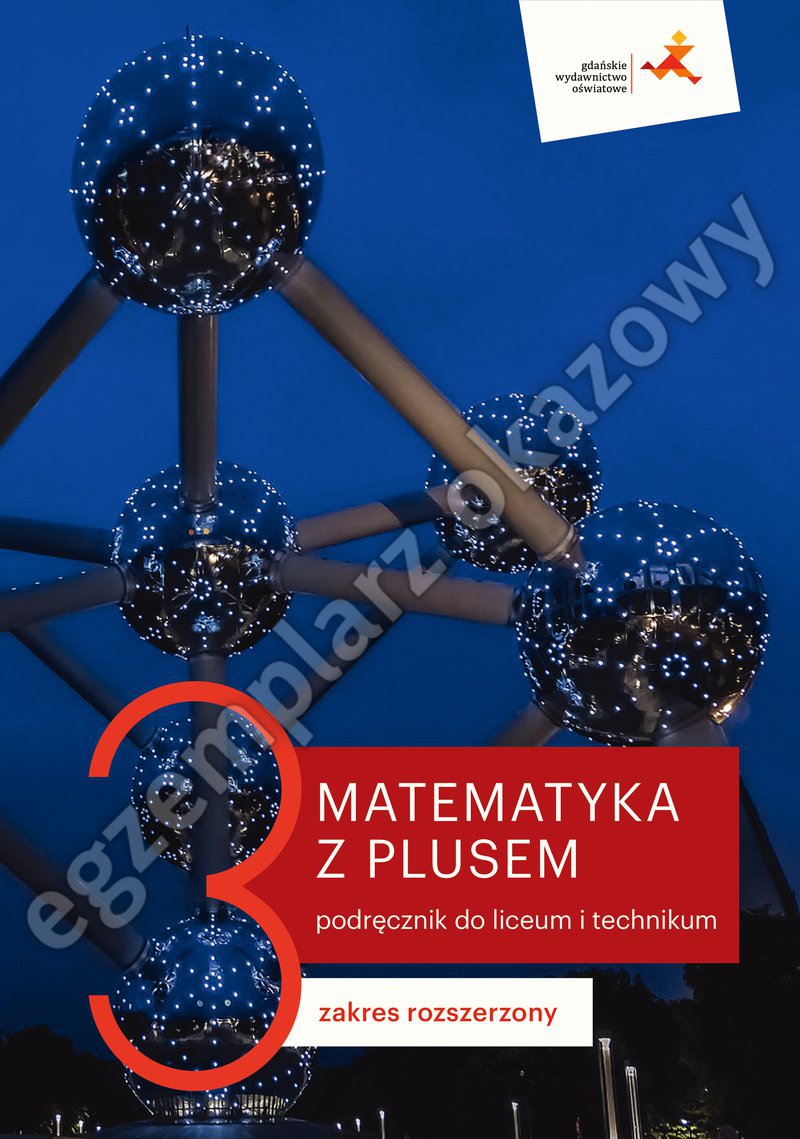 gdańskie
wydawnictwo
oświatowe
egzemplarz okazowy
3
MATEMATYKA
Z PLUSEM
podręcznik do liceum i technikum
zakres rozszerzony